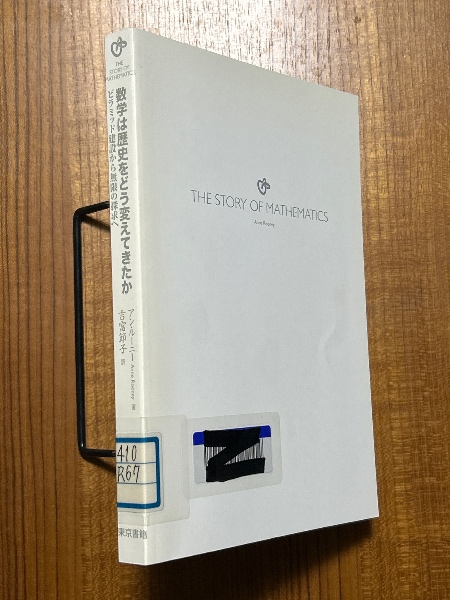 THE
STORY OF
MATHEMATICS
数学は歴史をどう変えてきたか
ピラミッド建設から無限の探求へ
アン・ルーニー Anne Rooney 著
吉富節子 訳
410
R67
東京書籍
THE STORY OF MATHEMATICS
Anne Rooney